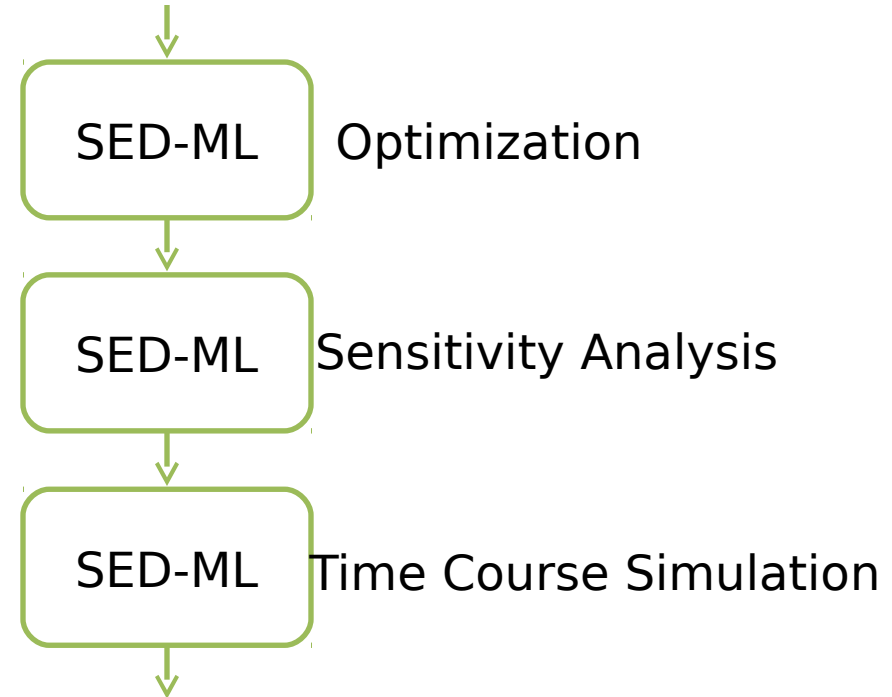 SED-ML Optimization
SED-ML Sensitivity Analysis
SED-ML Time Course Simulation